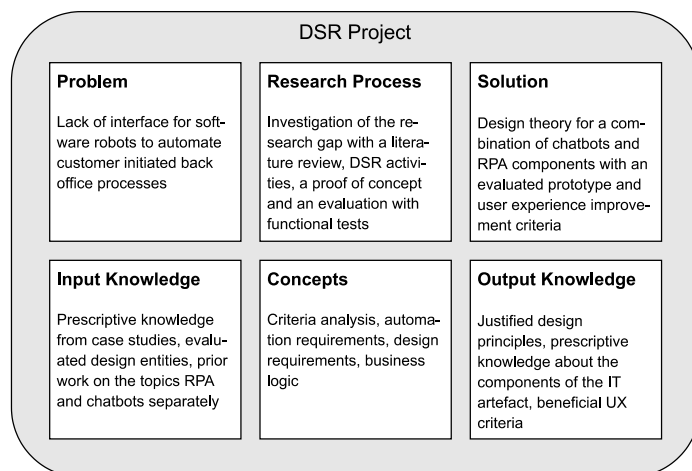 DSR Project
Problem
Lack of interface for soft-
ware robots to automate
customer initiated back
office processes
Research Process
Investigation of the re-
search gap with a litera-
ture review, DSR activi-
ties, a proof of concept
and an evaluation with
functional tests
Solution
Design theory for a com-
bination of chatbots and
RPA components with an
evaluated prototype and
user experience improve-
ment criteria
Input Knowledge
Prescriptive knowledge
from case studies, evalu-
ated design entities, prior
work on the topics RPA
and chatbots separately
Concepts
Criteria analysis, automa-
tion requirements, design
requirements, business
logic
Output Knowledge
Justified design
principles, prescriptive
knowledge about the
components of the IT
artefact, beneficial UX
criteria